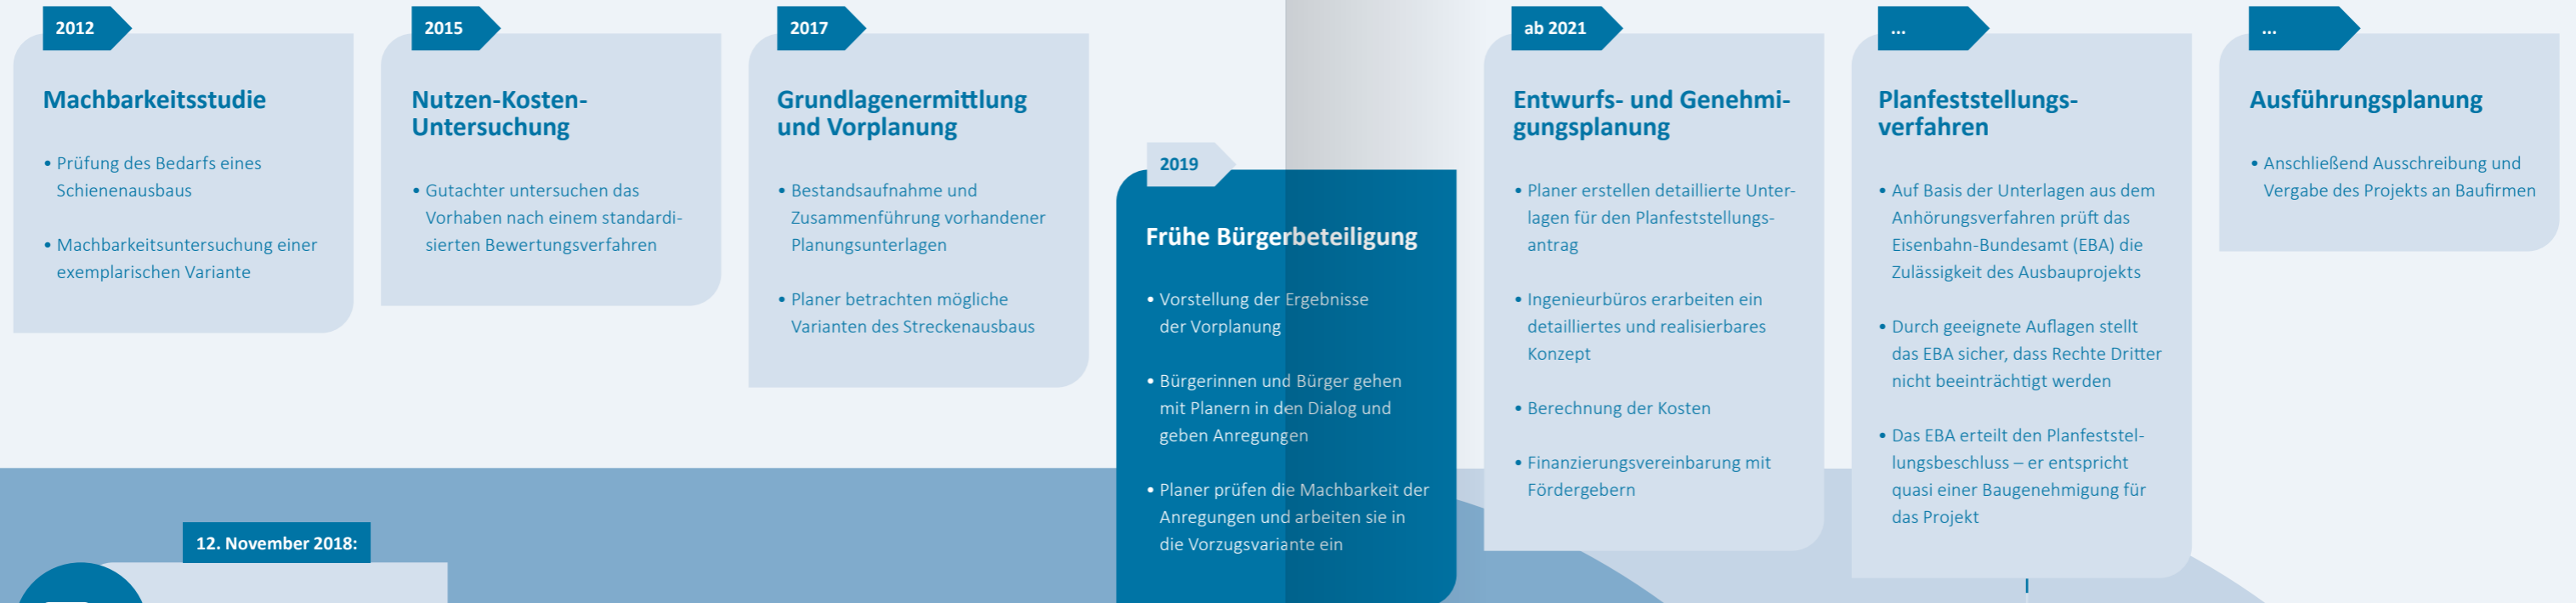 2012
Machbarkeitsstudie
• Prüfung des Bedarfs eines
Schienenausbaus
• Machbarkeitsuntersuchung einer
exemplarischen Variante
2015
Nutzen-Kosten-
Untersuchung
• Gutachter untersuchen das
Vorhaben nach einem standardi-
sierten Bewertungsverfahren
2017
Grundlagenermittlung
und Vorplanung
• Bestandsaufnahme und
Zusammenführung vorhandener
Planungsunterlagen
• Planer betrachten mögliche
Varianten des Streckenausbaus
2019
Frühe Bürgerbeteiligung
• Vorstellung der Ergebnisse
der Vorplanung
• Bürgerinnen und Bürger gehen
mit Planern in den Dialog und
geben Anregungen
• Planer prüfen die Machbarkeit der
Anregungen und arbeiten sie in
die Vorzugsvariante ein
ab 2021
Entwurfs- und Genehmi-
gungsplanung
• Planer erstellen detaillierte Unter-
lagen für den Planfeststellungs-
antrag
• Ingenieurbüros erarbeiten ein
detailliertes und realisierbares
Konzept
• Berechnung der Kosten
• Finanzierungsvereinbarung mit
Fördergebern
...
Planfeststellungs-
verfahren
• Auf Basis der Unterlagen aus dem
Anhörungsverfahren prüft das
Eisenbahn-Bundesamt (EBA) die
Zulässigkeit des Ausbauprojekts
• Durch geeignete Auflagen stellt
das EBA sicher, dass Rechte Dritter
nicht beeinträchtigt werden
• Das EBA erteilt den Planfeststel-
lungsbeschluss – er entspricht
quasi einer Baugenehmigung für
das Projekt
...
Ausführungsplanung
• Anschließend Ausschreibung und
Vergabe des Projekts an Baufirmen
12. November 2018: